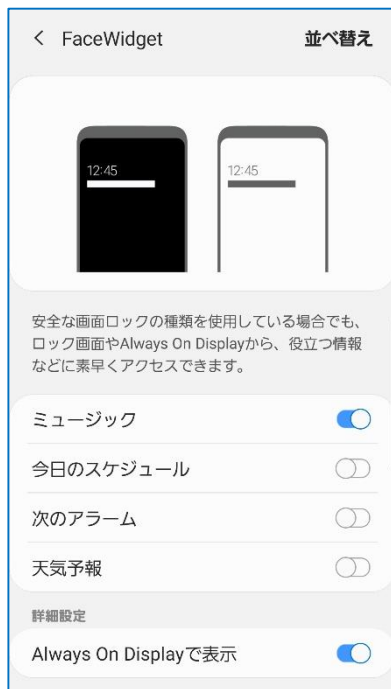 FaceWidget
並べ替え
12:45
12:45
安全な画面ロックの種類を使用している場合でも、
ロック画面やAlways On Displayから、役立つ情報
などに素早くアクセスできます。
ミュージック
今日のスケジュール
次のアラーム
天気予報
詳細設定
Always On Displayで表示